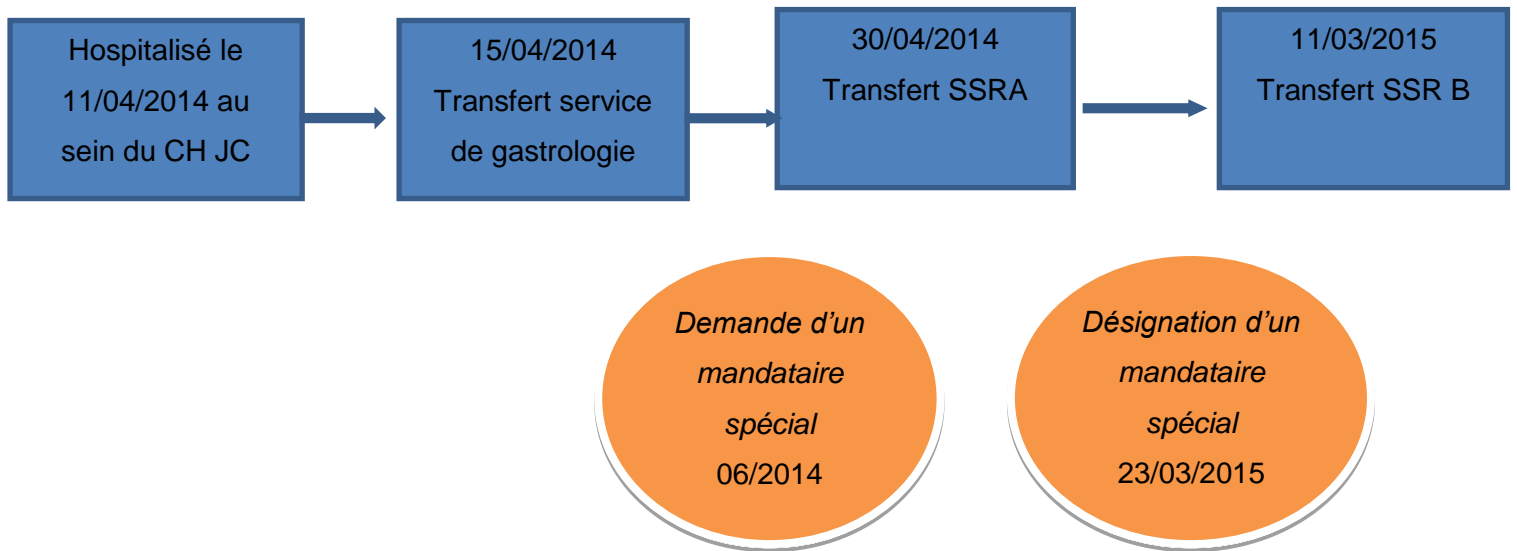 Hospitalisé le
11/04/2014 au
sein du CH JC
15/04/2014
Transfert service
de gastrologie
30/04/2014
Transfert SSRA
11/03/2015
Transfert SSR B
Demande d’un
mandataire
spécial
06/2014
Désignation d’un
mandataire
spécial
23/03/2015